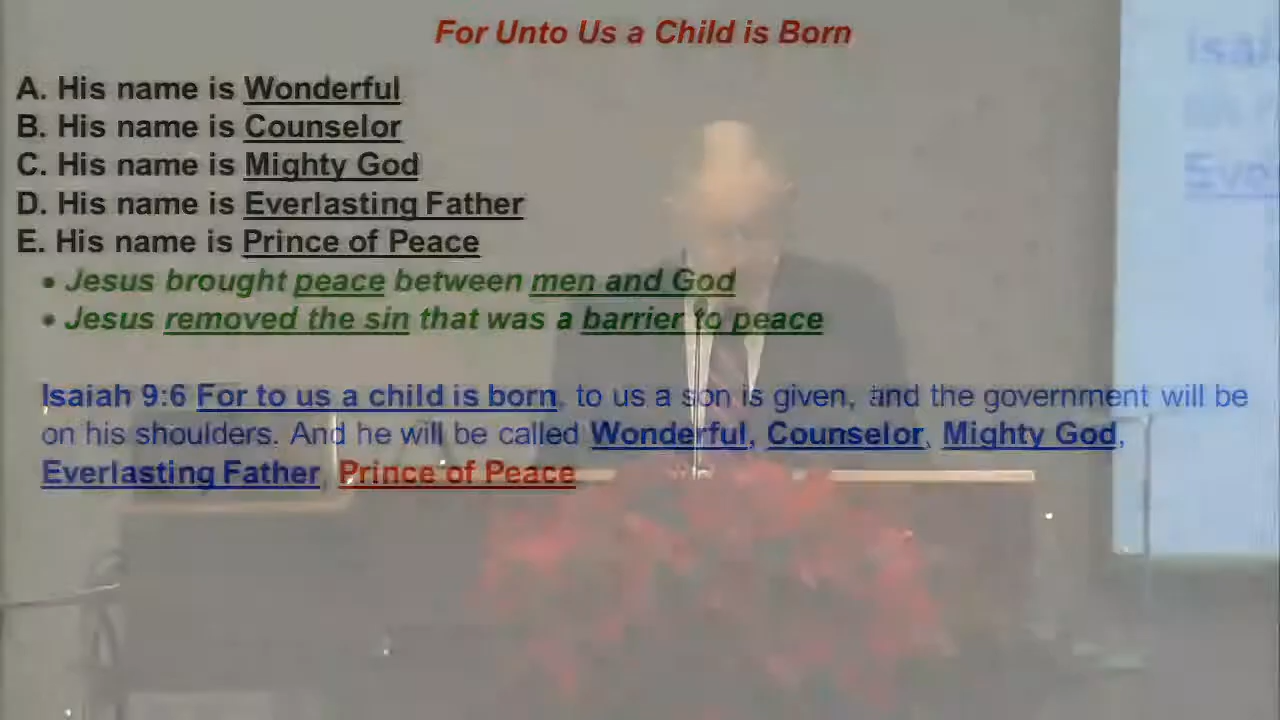 For Unto Us a Child is Born
A. His name is Wonderful
B. His name is Counselor
C. His name is Mighty God
D. His name is Everlasting Father
E. His name is Prince of Peace
• Jesus brought peace between men and God
• Jesus removed the sin that was a barrier to peace
Isaiah 9:6 For to us a child is born, to us a son is given, and the government will be
on his shoulders. And he will be called Wonderful, Counselor, Mighty God,
Everlasting Father, Prince of Peace